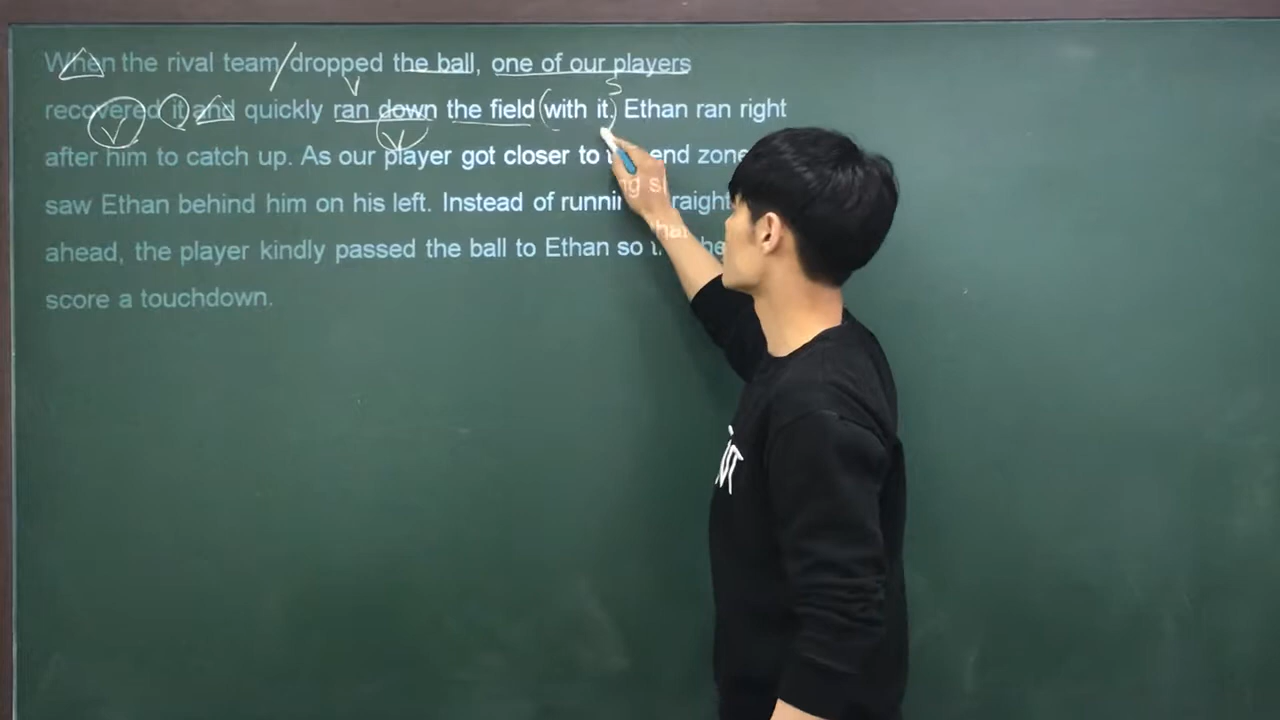 When the rival team dropped the ball, one of our players
recovered it and quickly ran down the field with it. Ethan ran right
after him to catch up. As our player got closer to end zone
saw Ethan behind him on his left. Instead of running straight
ahead, the player kindly passed the ball to Ethan so he
score a touchdown.